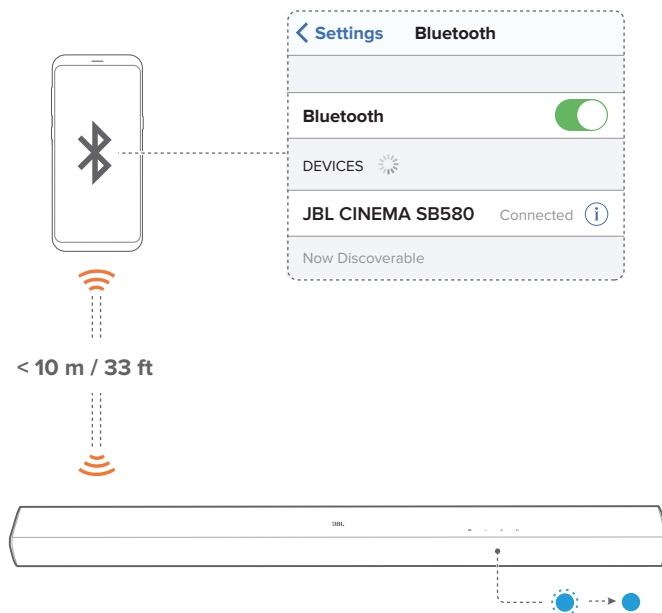 Settings Bluetooth
Bluetooth
DEVICES
JBL CINEMA SB580 Connected i
Now Discoverable
< 10 m / 33 ft
JBL